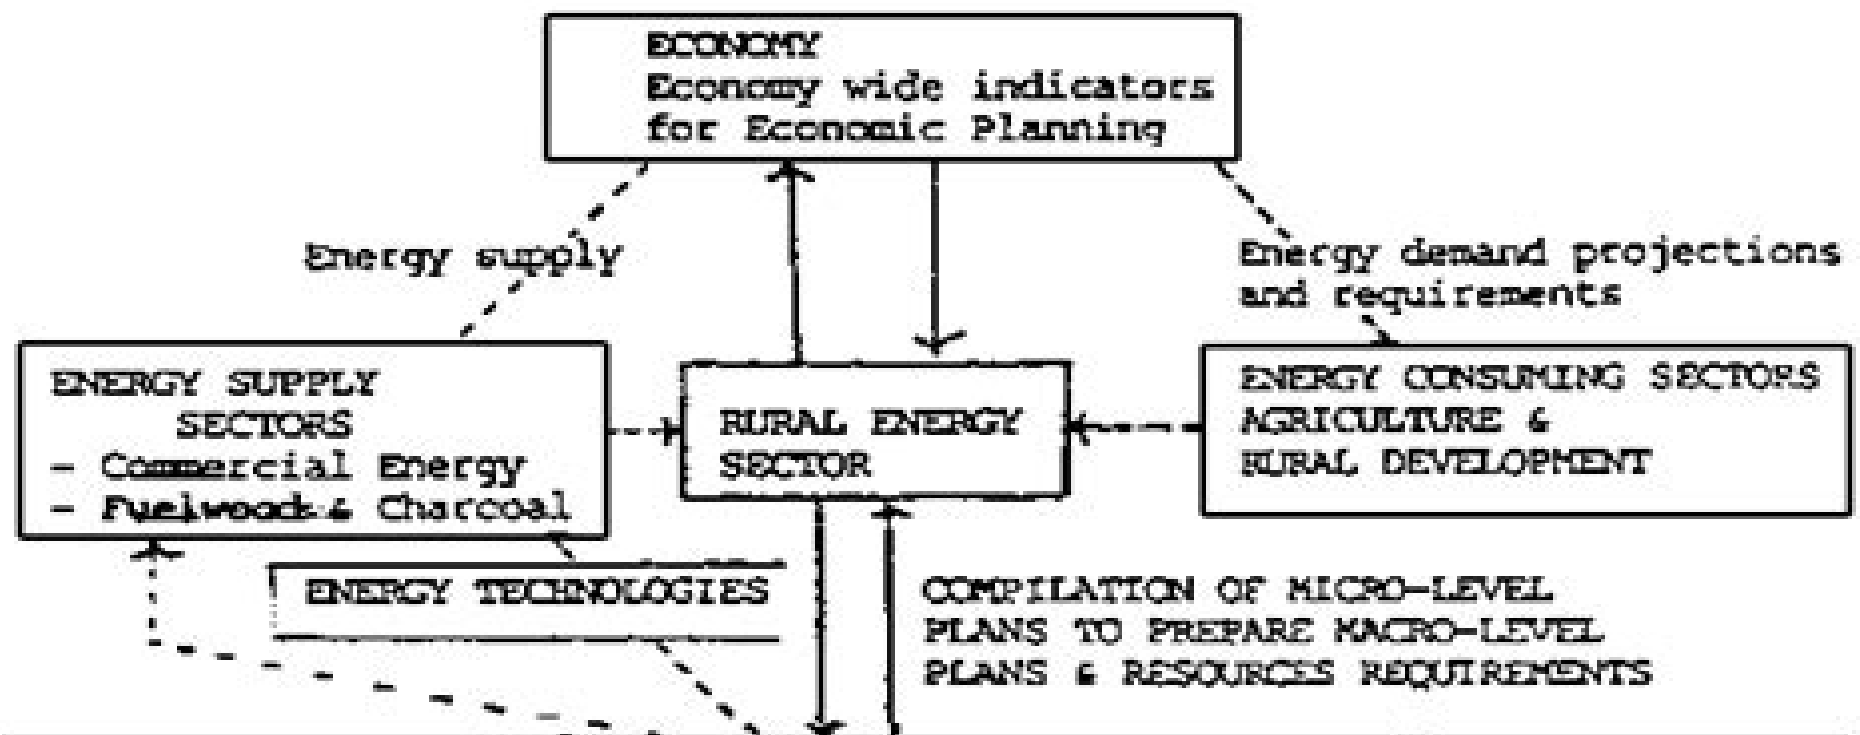 ECONOMY
Economy wide indicators
for Economic Planning
Energy supply
Energy demand projections
and requirements
ENERGY SUPPLY
SECTORS
- Commercial Energy
- Fuelwoods & Charcoal
RURAL ENERGY
SECTOR
ENERGY CONSUMING SECTORS
AGRICULTURE &
RURAL DEVELOPMENT
ENERGY TECHNOLOGIES
COMPILATION OF MICRO-LEVEL
PLANS TO PREPARE MACRO-LEVEL
PLANS & RESOURCES REQUIREMENTS